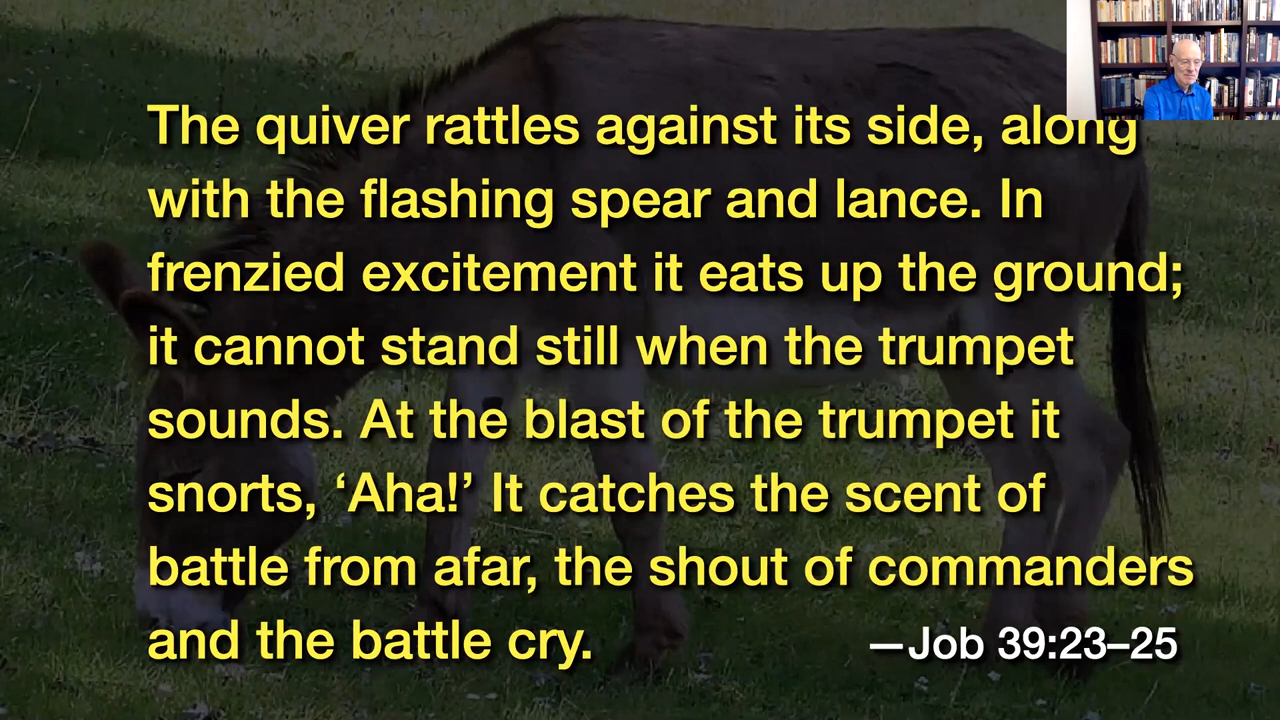 The quiver rattles against its side, along
with the flashing spear and lance. In
frenzied excitement it eats up the ground;
it cannot stand still when the trumpet
sounds. At the blast of the trumpet it
snorts, ‘Aha!’ It catches the scent of
battle from afar, the shout of commanders
and the battle cry.
—Job 39:23–25